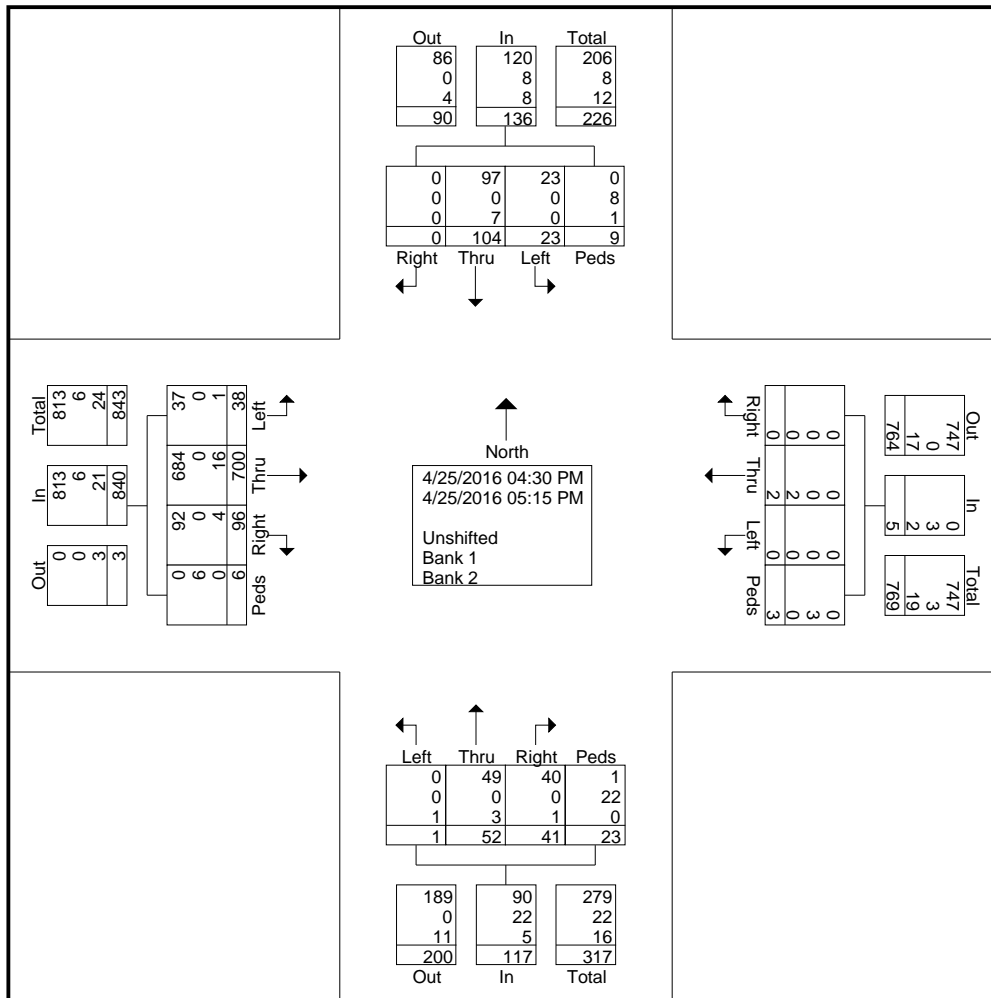 Out In Total
86 120 206
0 8 8
4 8 12
90 136 226
0 97 23 0
0 0 0 8
0 7 0 1
0 104 23 9
Right Thru Left Peds
Total
813
6
24
843
In
813
6
21
840
Out
0
0
3
3
37 0 1 38 Left
684 0 16 700 Thru
92 0 4 96 Right
0 6 0 6 Peds
North
4/25/2016 04:30 PM
4/25/2016 05:15 PM
Unshifted
Bank 1
Bank 2
Right 0 0 0 0
Thru 2 2 0 0
Left 0 0 0 0
Peds 3 0 3 0
Out
747
0
17
764
In
0
3
2
5
Total
747
3
19
769
Left Thru Right Peds
0 49 40 1
0 0 0 22
1 3 1 0
1 52 41 23
189 90 279
0 22 22
11 5 16
200 117 317
Out In Total